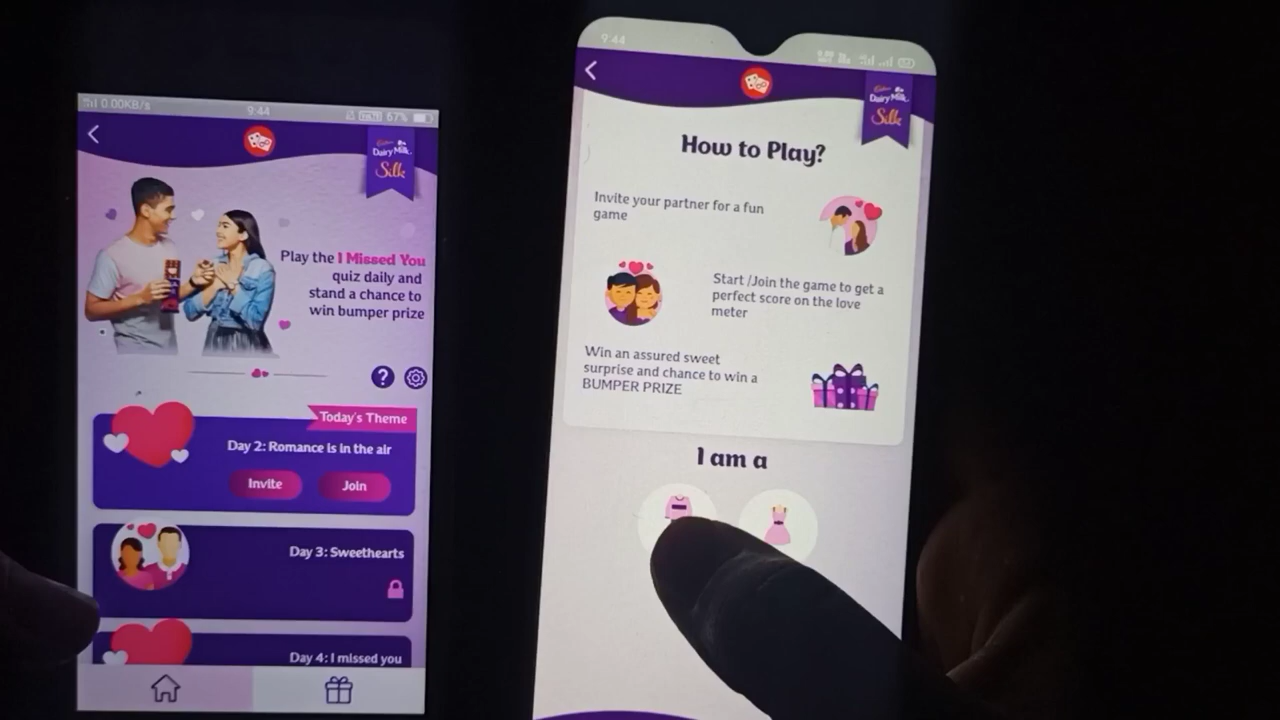 0.00KB/s
9:44
67%
Dairy Milk
Silk
Play the I Missed You
quiz daily and
stand a chance to
win bumper prize
?
Today's Theme
Day 2: Romance is in the air
Invite
Join
Day 3: Sweethearts
Day 4: I missed you
9:44
Dairy Milk
Silk
How to Play?
Invite your partner for a fun
game
Start /Join the game to get a
perfect score on the love
meter
Win an assured sweet
surprise and chance to win a
BUMPER PRIZE
I am a